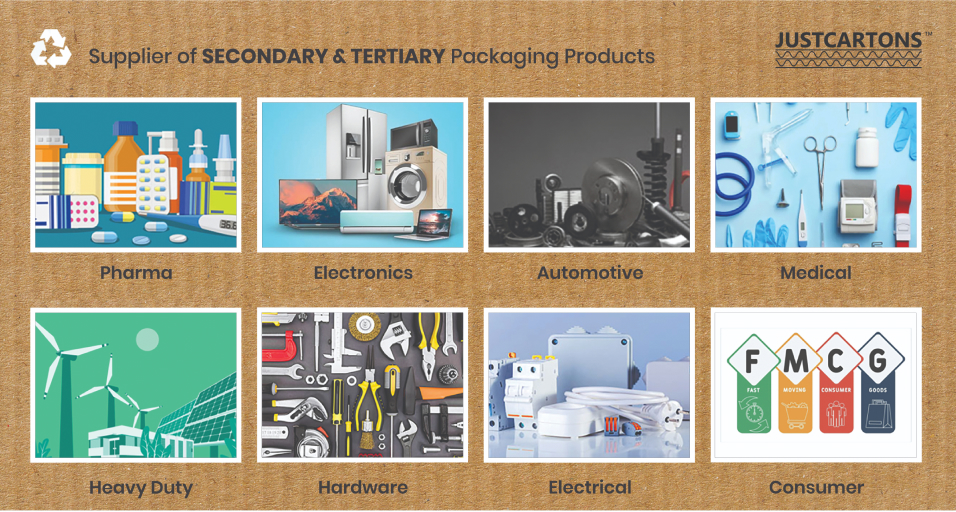 Supplier of SECONDARY & TERTIARY Packaging Products
JUSTCARTONS™
36.6
Pharma
Electronics
Automotive
Medical
F M C G
FAST MOVING CONSUMER GOODS
Heavy Duty
Hardware
Electrical
Consumer